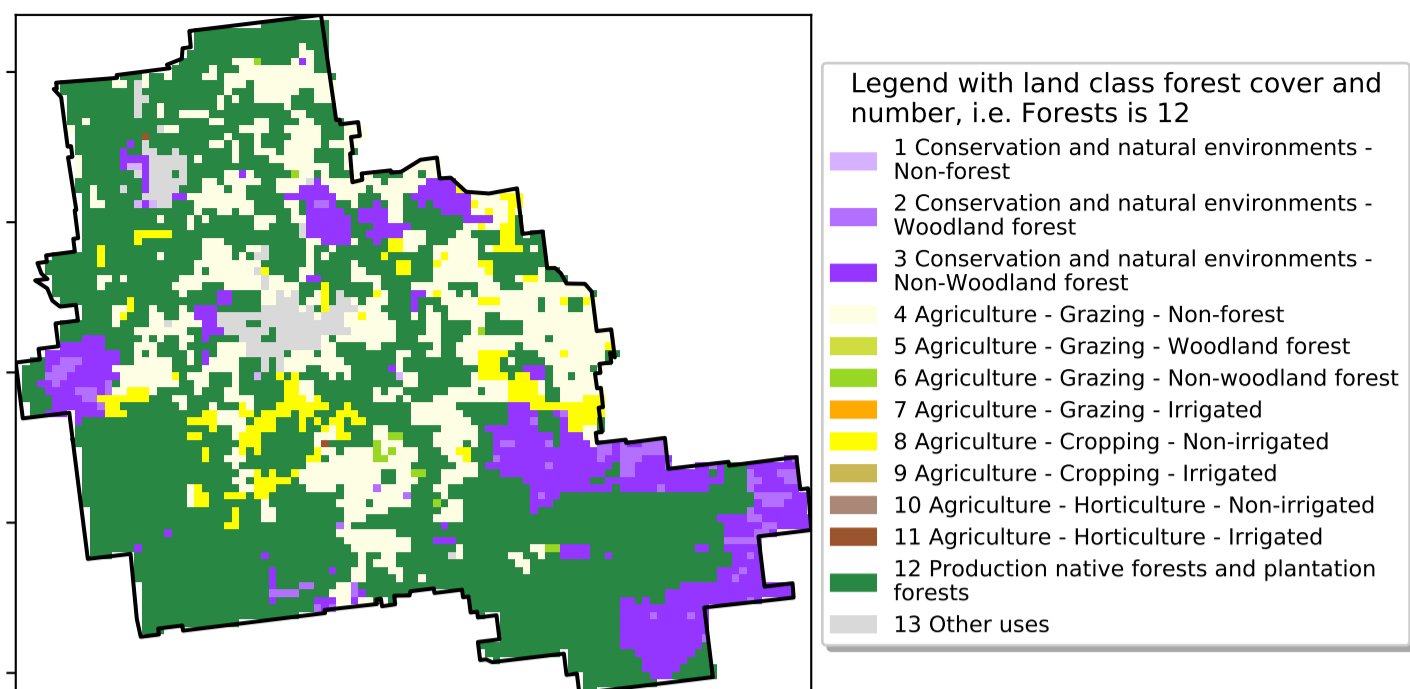 Legend with land class forest cover and
number, i.e. Forests is 12
1 Conservation and natural environments -
Non-forest
2 Conservation and natural environments -
Woodland forest
3 Conservation and natural environments -
Non-Woodland forest
4 Agriculture - Grazing - Non-forest
5 Agriculture - Grazing - Woodland forest
6 Agriculture - Grazing - Non-woodland forest
7 Agriculture - Grazing - Irrigated
8 Agriculture - Cropping - Non-irrigated
9 Agriculture - Cropping - Irrigated
10 Agriculture - Horticulture - Non-irrigated
11 Agriculture - Horticulture - Irrigated
12 Production native forests and plantation
forests
13 Other uses